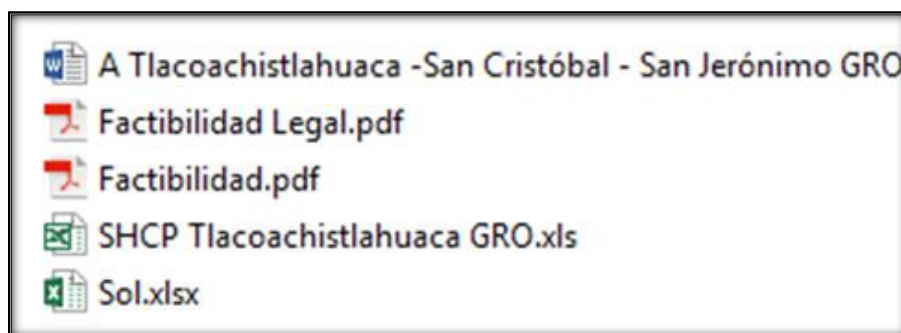 A Tlacoachistlahuaca -San Cristóbal - San Jerónimo GRO
Factibilidad Legal.pdf
Factibilidad.pdf
SHCP Tlacoachistlahuaca GRO.xls
Sol.xlsx